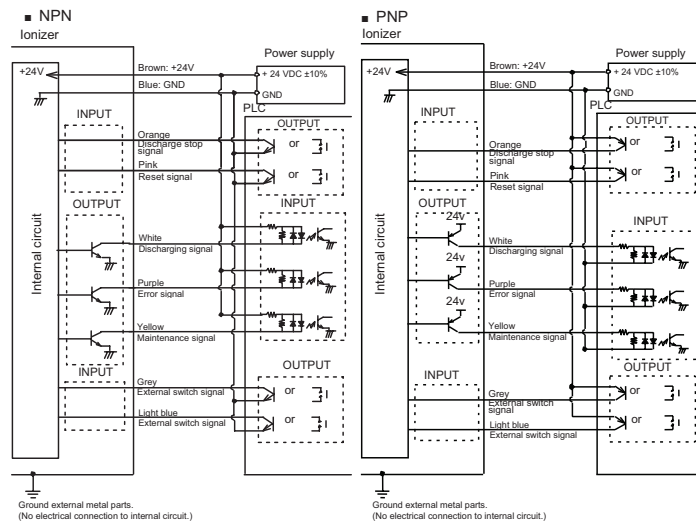 ■ NPN
Ionizer
Internal circuit
+24V
Brown: +24V
Blue: GND
Power supply
+ 24 VDC ±10%
GND
PLC
INPUT
OUTPUT
Orange
Discharge stop
signal
or
Pink
Reset signal
or
OUTPUT
INPUT
White
Discharging signal
Purple
Error signal
Yellow
Maintenance signal
INPUT
OUTPUT
Grey
External switch signal
or
Light blue
External switch signal
or
Ground external metal parts.
(No electrical connection to internal circuit.)
■ PNP
Ionizer
Internal circuit
+24V
Brown: +24V
Blue: GND
Power supply
+ 24 VDC ±10%
GND
PLC
INPUT
OUTPUT
Orange
Discharge stop
signal
or
Pink
Reset signal
or
OUTPUT
INPUT
24v
White
Discharging signal
24v
Purple
Error signal
24v
Yellow
Maintenance signal
INPUT
OUTPUT
Grey
External switch
signal
or
Light blue
External switch signal
or
Ground external metal parts.
(No electrical connection to internal circuit.)